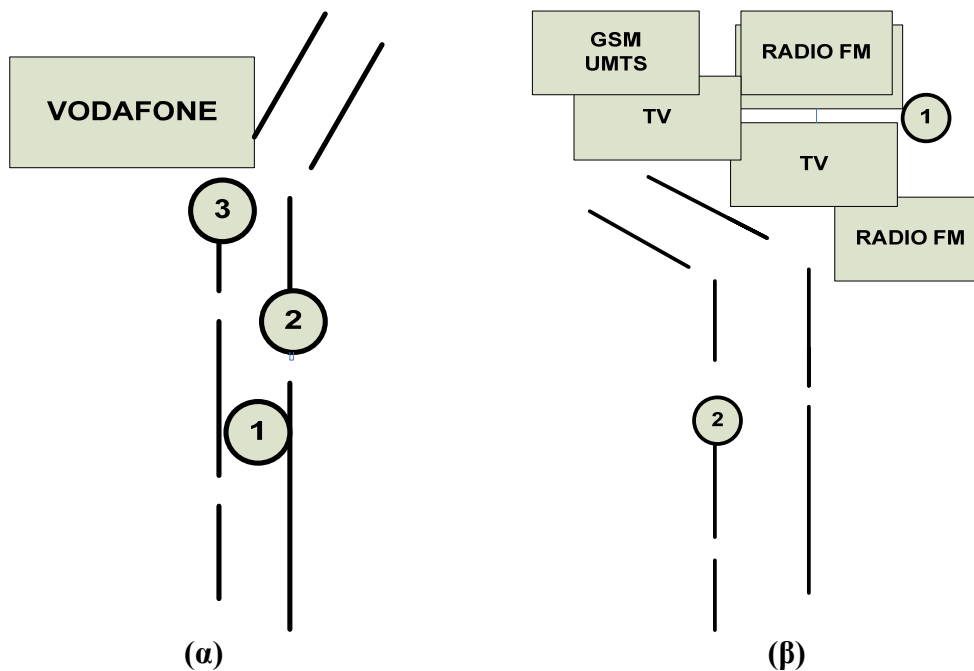 VODAFONE
3
2
1
(α)
GSM
UMTS
RADIO FM
TV
1
TV
RADIO FM
2
(β)